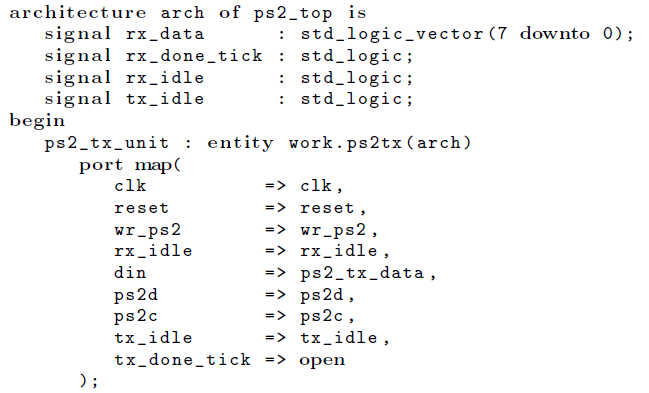 architecture arch of ps2_top is
   signal rx_data      : std_logic_vector(7 downto 0);
   signal rx_done_tick : std_logic;
   signal rx_idle      : std_logic;
   signal tx_idle      : std_logic;
begin
   ps2_tx_unit : entity work.ps2tx(arch)
      port map(
         clk          => clk,
         reset        => reset,
         wr_ps2       => wr_ps2,
         rx_idle      => rx_idle,
         din          => ps2_tx_data,
         ps2d         => ps2d,
         ps2c         => ps2c,
         tx_idle      => tx_idle,
         tx_done_tick => open
      );